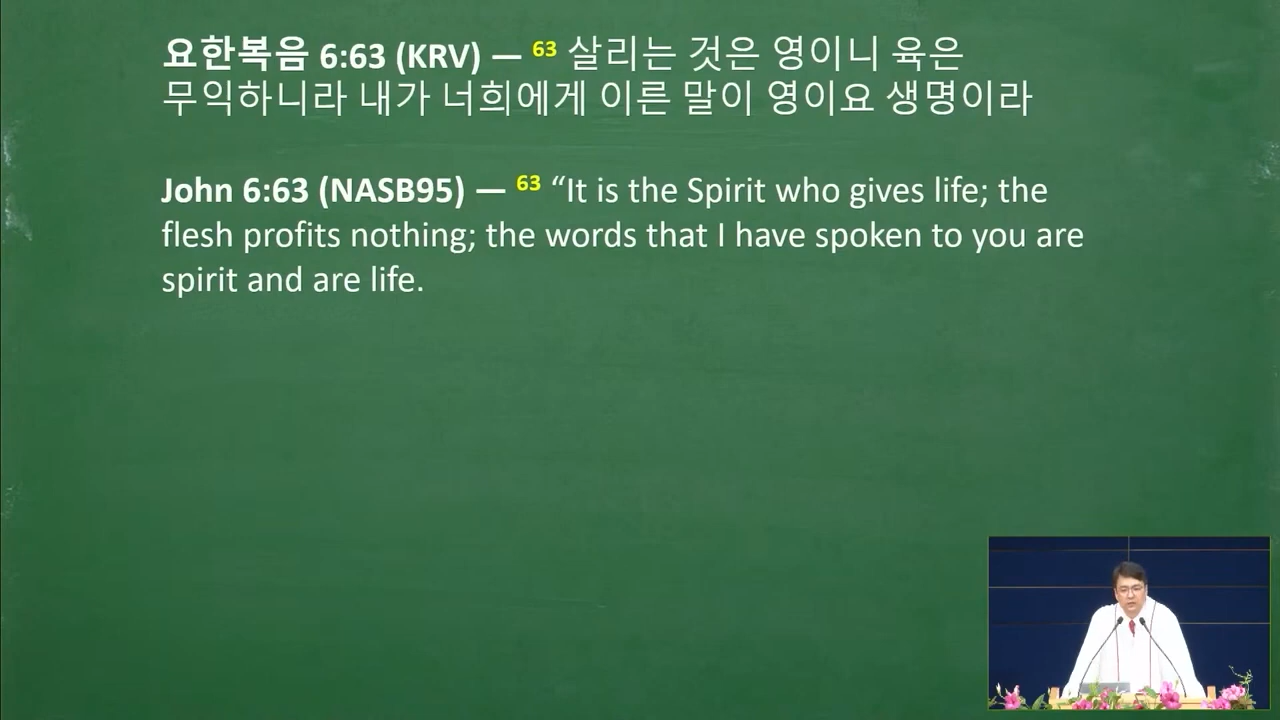 요한복음 6:63 (KRV) — 63 살리는 것은 영이니 육은
무익하니라 내가 너희에게 이른 말이 영이요 생명이라
John 6:63 (NASB95) — 63 “It is the Spirit who gives life; the
flesh profits nothing; the words that I have spoken to you are
spirit and are life.